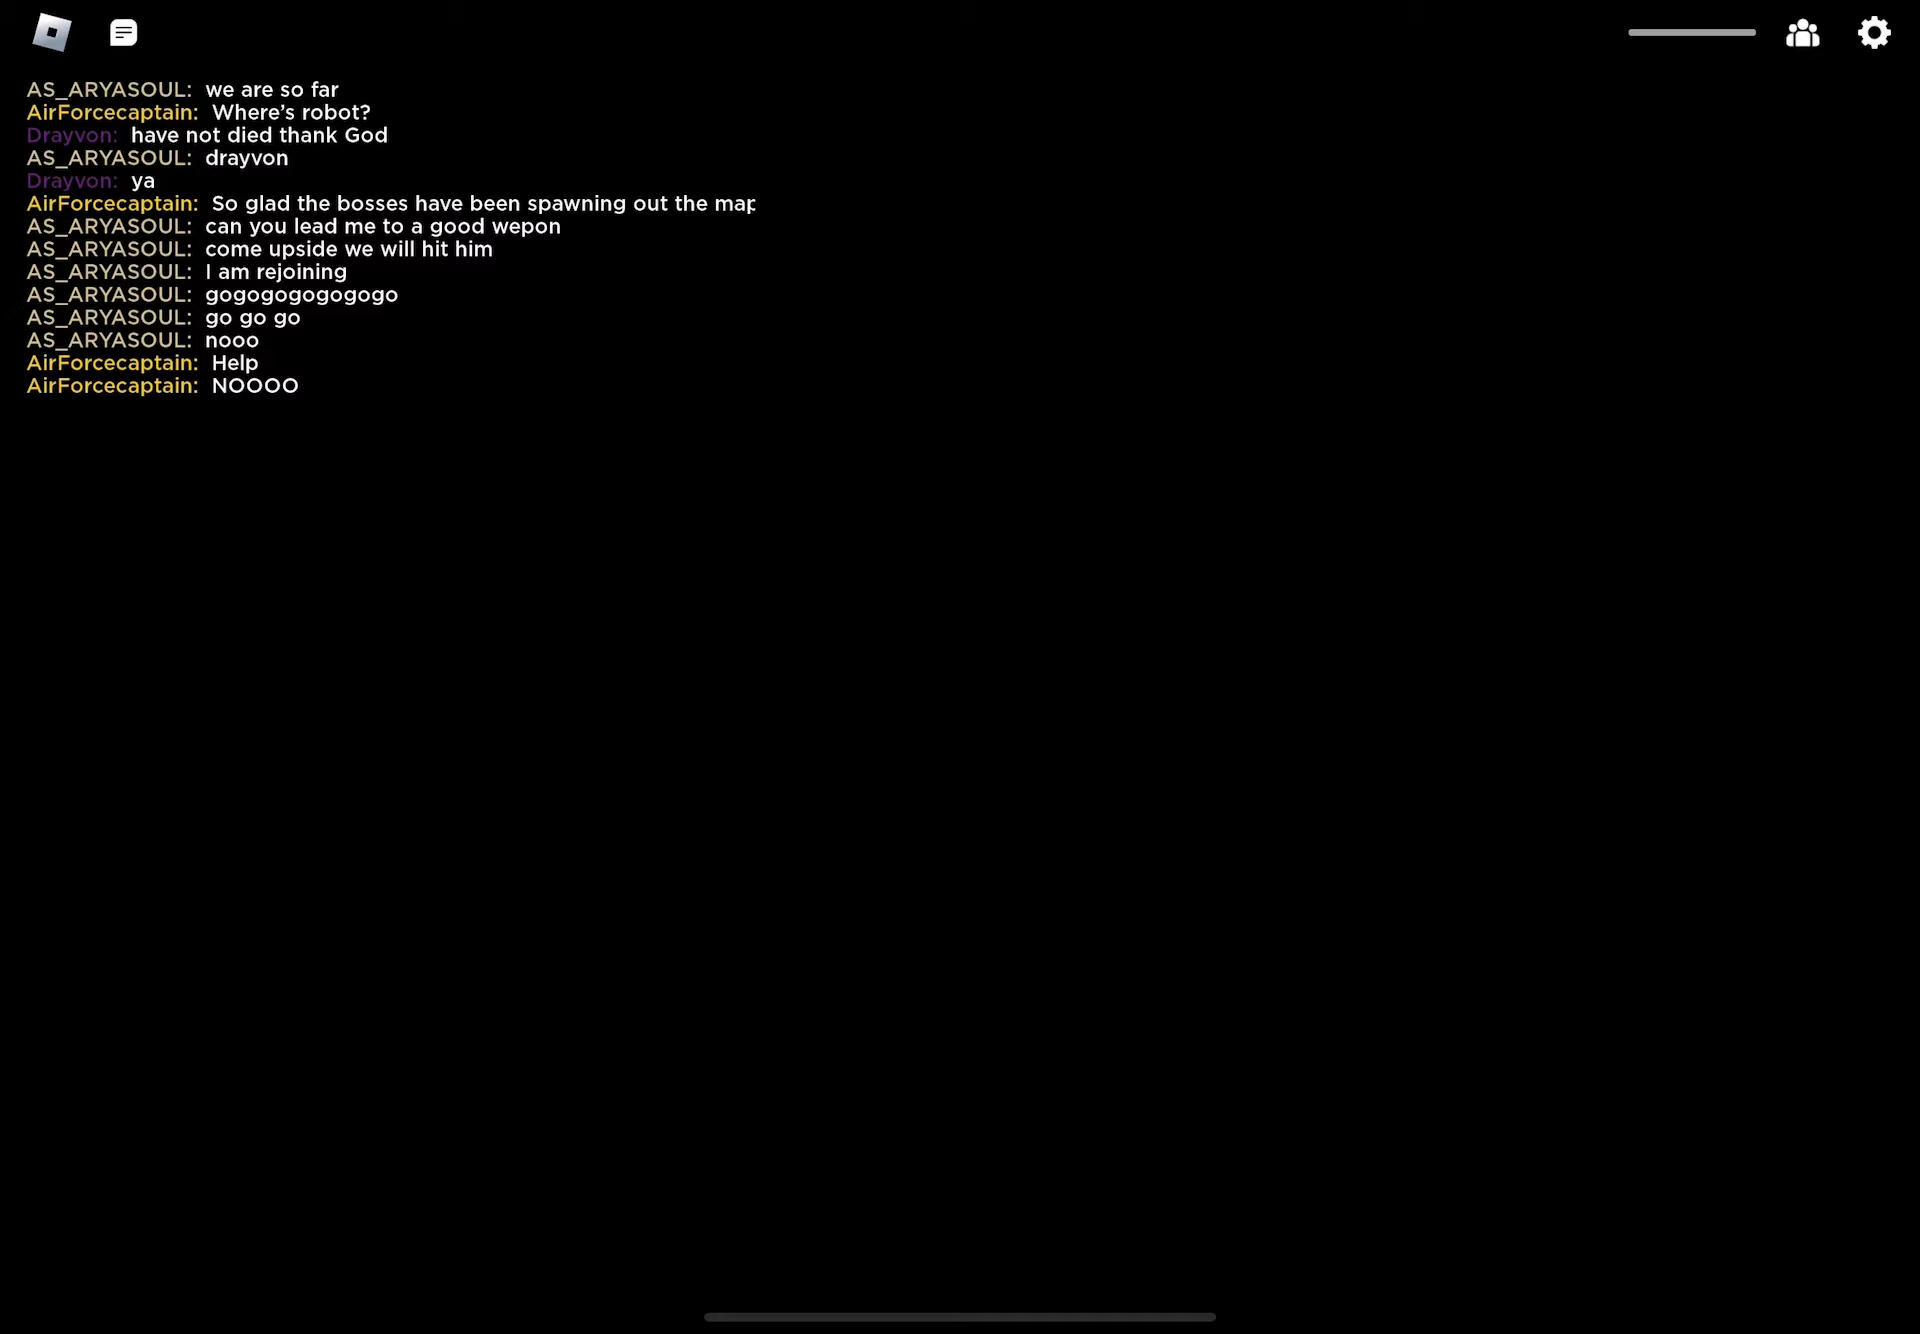 AS_ARYASOUL: we are so far
AirForcecaptain: Where’s robot?
Drayvon: have not died thank God
AS_ARYASOUL: drayvon
Drayvon: ya
AirForcecaptain: So glad the bosses have been spawning out the map
AS_ARYASOUL: can you lead me to a good wepon
AS_ARYASOUL: come upside we will hit him
AS_ARYASOUL: I am rejoining
AS_ARYASOUL: gogogogogogogo
AS_ARYASOUL: go go go
AS_ARYASOUL: nooo
AirForcecaptain: Help
AirForcecaptain: NOOOO